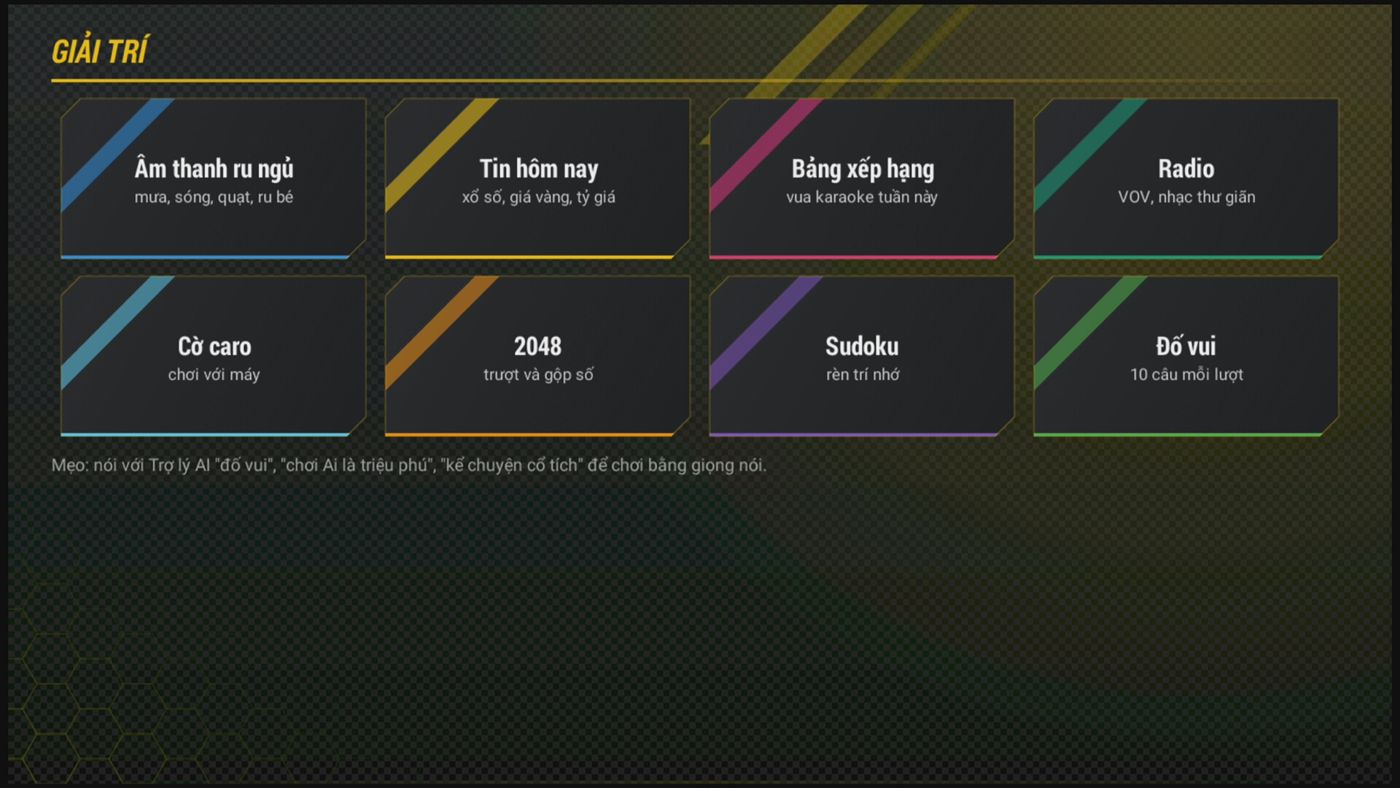 GIẢI TRÍ
Âm thanh ru ngủ
mưa, sóng, quạt, ru bé
Tin hôm nay
xổ số, giá vàng, tỷ giá
Bảng xếp hạng
vua karaoke tuần này
Radio
VOV, nhạc thư giãn
Cờ caro
chơi với máy
2048
trượt và gộp số
Sudoku
rèn trí nhớ
Đố vui
10 câu mỗi lượt
Mẹo: nói với Trợ lý AI "đố vui", "chơi Ai là triệu phú", "kể chuyện cổ tích" để chơi bằng giọng nói.